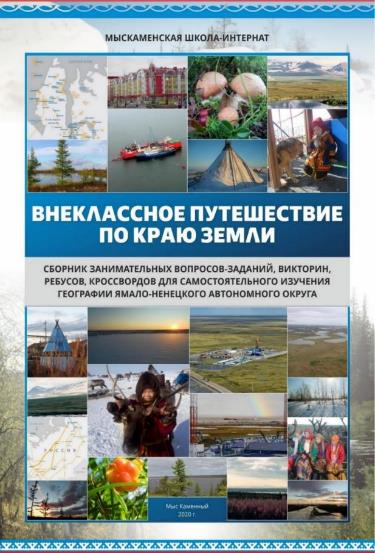 МЫСКАМЕНСКАЯ ШКОЛА-ИНТЕРНАТ
ВНЕКЛАССНОЕ ПУТЕШЕСТВИЕ
ПО КРАЮ ЗЕМЛИ
СБОРНИК ЗАНИМАТЕЛЬНЫХ ВОПРОСОВ-ЗАДАНИЙ, ВИКТОРИН,
РЕБУСОВ, КРОССВОРДОВ ДЛЯ САМОСТОЯТЕЛЬНОГО ИЗУЧЕНИЯ
ГЕОГРАФИИ ЯМАЛО-НЕНЕЦКОГО АВТОНОМНОГО ОКРУГА
РОССИЯ
Мыс Каменный
2020 г.